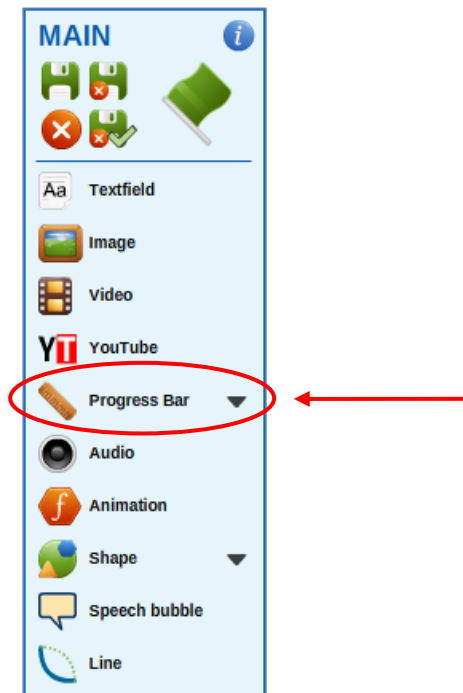 MAIN
i
Aa
Textfield
Image
Video
YT
YouTube
Progress Bar
Audio
f
Animation
Shape
Speech bubble
Line